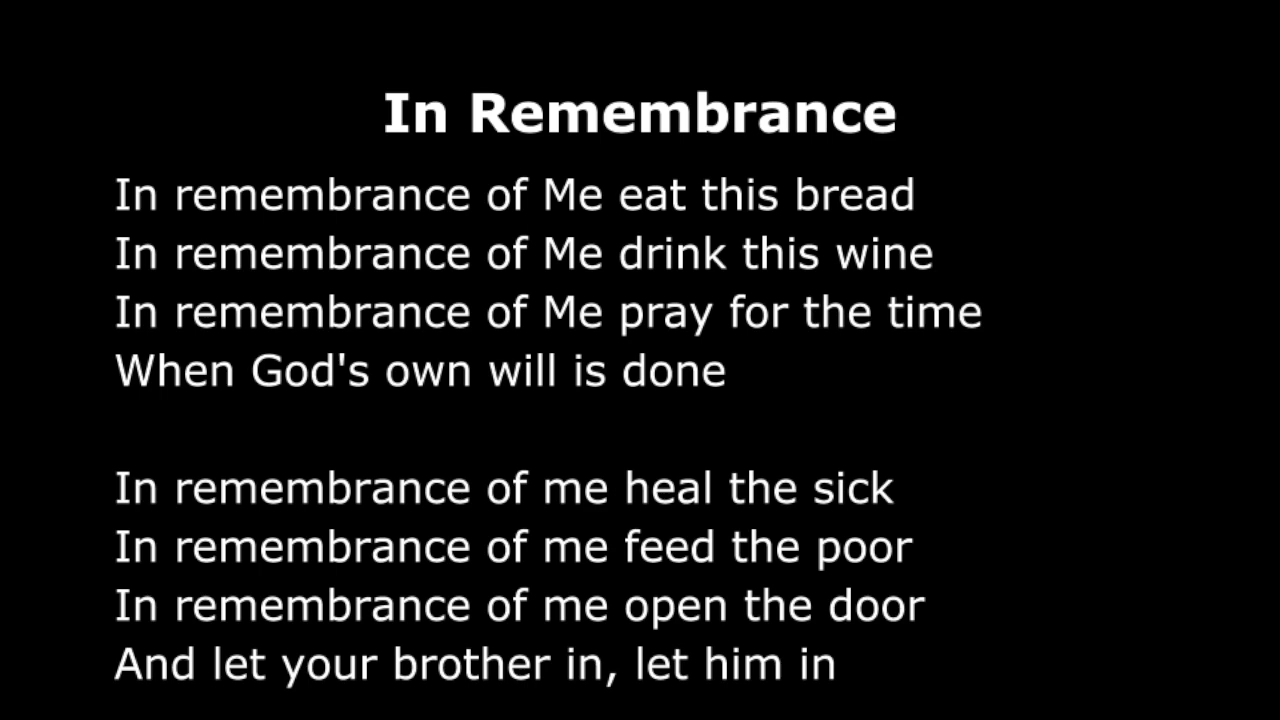 In Remembrance
In remembrance of Me eat this bread
In remembrance of Me drink this wine
In remembrance of Me pray for the time
When God's own will is done
In remembrance of me heal the sick
In remembrance of me feed the poor
In remembrance of me open the door
And let your brother in, let him in